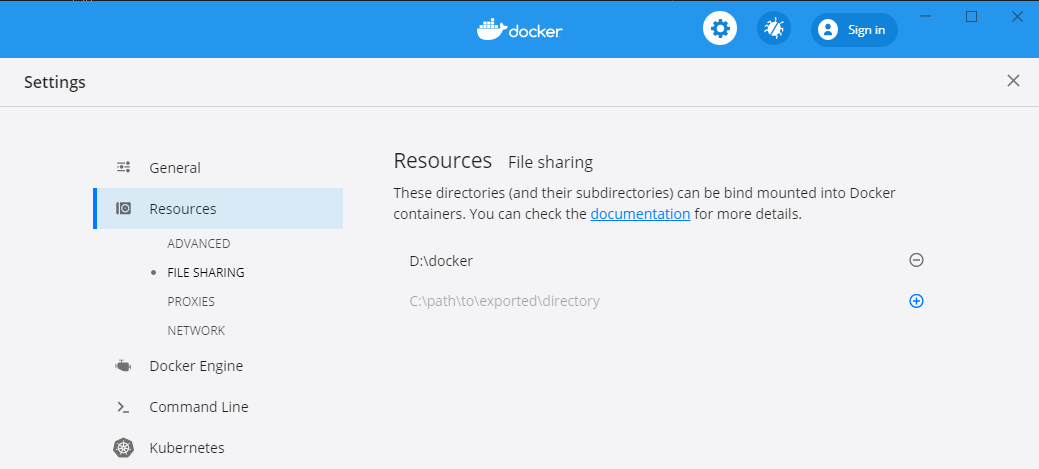 docker
Sign in
Settings
General
Resources
ADVANCED
FILE SHARING
PROXIES
NETWORK
Docker Engine
Command Line
Kubernetes
Resources File sharing
These directories (and their subdirectories) can be bind mounted into Docker
containers. You can check the documentation for more details.
D:\docker
C:\path\to\exported\directory